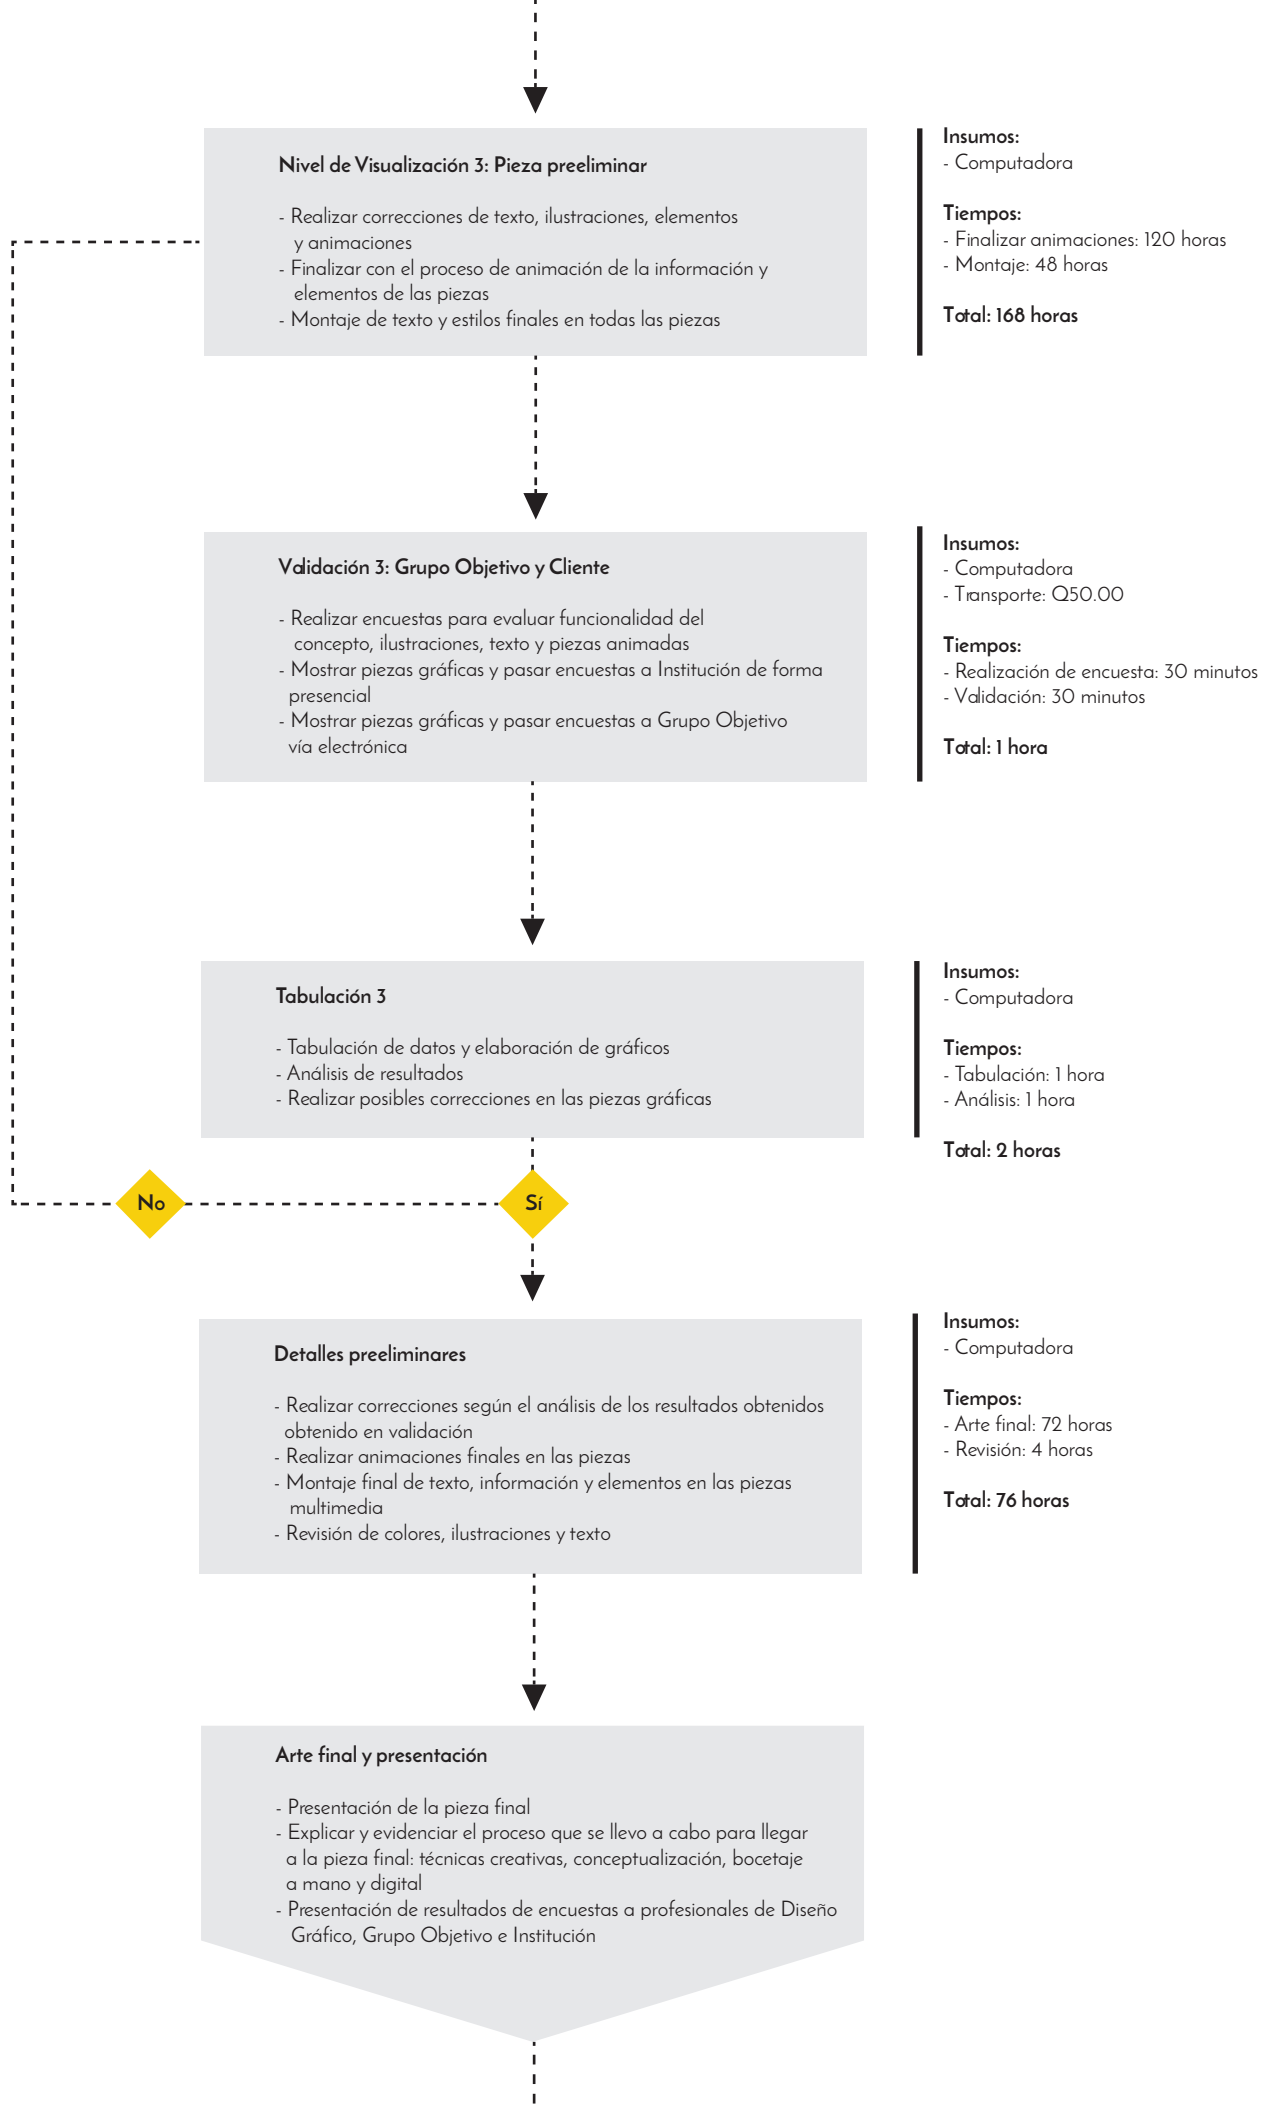 Nivel de Visualización 3: Pieza preeliminar
- Realizar correcciones de texto, ilustraciones, elementos
y animaciones
- Finalizar con el proceso de animación de la información y
elementos de las piezas
- Montaje de texto y estilos finales en todas las piezas
Insumos:
- Computadora
Tiempos:
- Finalizar animaciones: 120 horas
- Montaje: 48 horas
Total: 168 horas
Validación 3: Grupo Objetivo y Cliente
- Realizar encuestas para evaluar funcionalidad del
concepto, ilustraciones, texto y piezas animadas
- Mostrar piezas gráficas y pasar encuestas a Institución de forma
presencial
- Mostrar piezas gráficas y pasar encuestas a Grupo Objetivo
vía electrónica
Insumos:
- Computadora
- Transporte: Q50.00
Tiempos:
- Realización de encuesta: 30 minutos
- Validación: 30 minutos
Total: 1 hora
Tabulación 3
- Tabulación de datos y elaboración de gráficos
- Análisis de resultados
- Realizar posibles correcciones en las piezas gráficas
Insumos:
- Computadora
Tiempos:
- Tabulación: 1 hora
- Análisis: 1 hora
Total: 2 horas
No
Sí
Detalles preeliminares
- Realizar correcciones según el análisis de los resultados obtenidos
obtenido en validación
- Realizar animaciones finales en las piezas
- Montaje final de texto, información y elementos en las piezas
multimedia
- Revisión de colores, ilustraciones y texto
Insumos:
- Computadora
Tiempos:
- Arte final: 72 horas
- Revisión: 4 horas
Total: 76 horas
Arte final y presentación
- Presentación de la pieza final
- Explicar y evidenciar el proceso que se llevo a cabo para llegar
a la pieza final: técnicas creativas, conceptualización, bocetaje
a mano y digital
- Presentación de resultados de encuestas a profesionales de Diseño
Gráfico, Grupo Objetivo e Institución